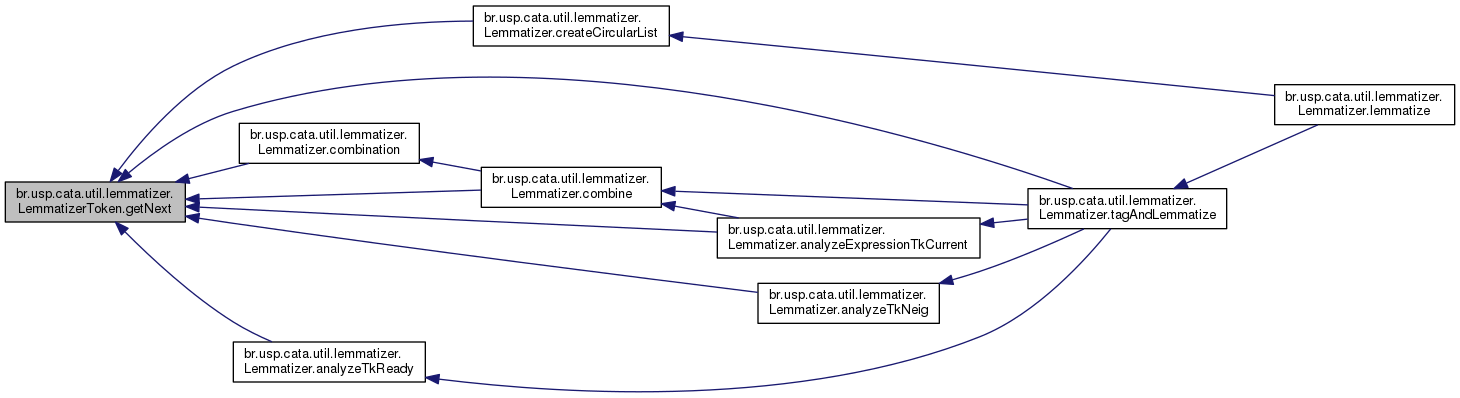 br.usp.cata.util.lemmatizer.
Lemmatizer.createCircularList
br.usp.cata.util.lemmatizer.
Lemmatizer.lemmatize
br.usp.cata.util.lemmatizer.
Lemmatizer.combination
br.usp.cata.util.lemmatizer.
Lemmatizer.combine
br.usp.cata.util.lemmatizer.
LemmatizerToken.getNext
br.usp.cata.util.lemmatizer.
Lemmatizer.tagAndLemmatize
br.usp.cata.util.lemmatizer.
Lemmatizer.analyzeExpressionTkCurrent
br.usp.cata.util.lemmatizer.
Lemmatizer.analyzeTkNeig
br.usp.cata.util.lemmatizer.
Lemmatizer.analyzeTkReady